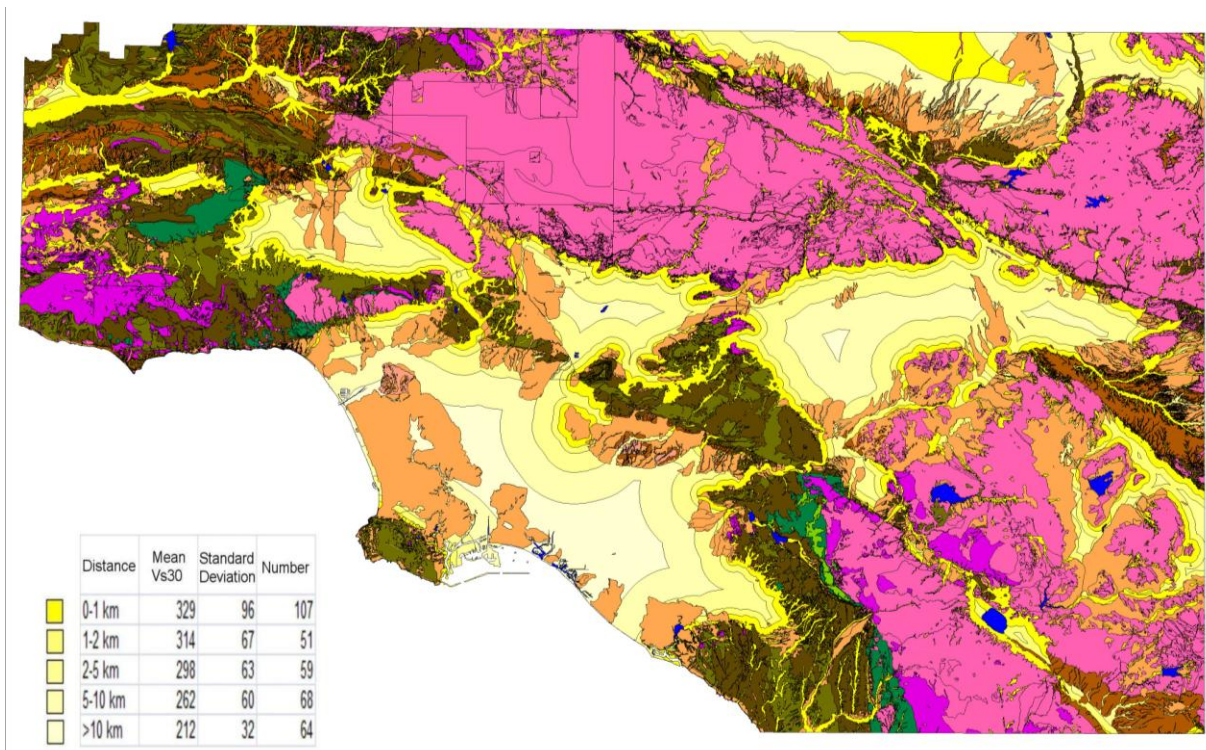 Distance Mean Vs30 Standard Deviation Number
0-1 km 329 96 107
1-2 km 314 67 51
2-5 km 298 63 59
5-10 km 262 60 68
>10 km 212 32 64